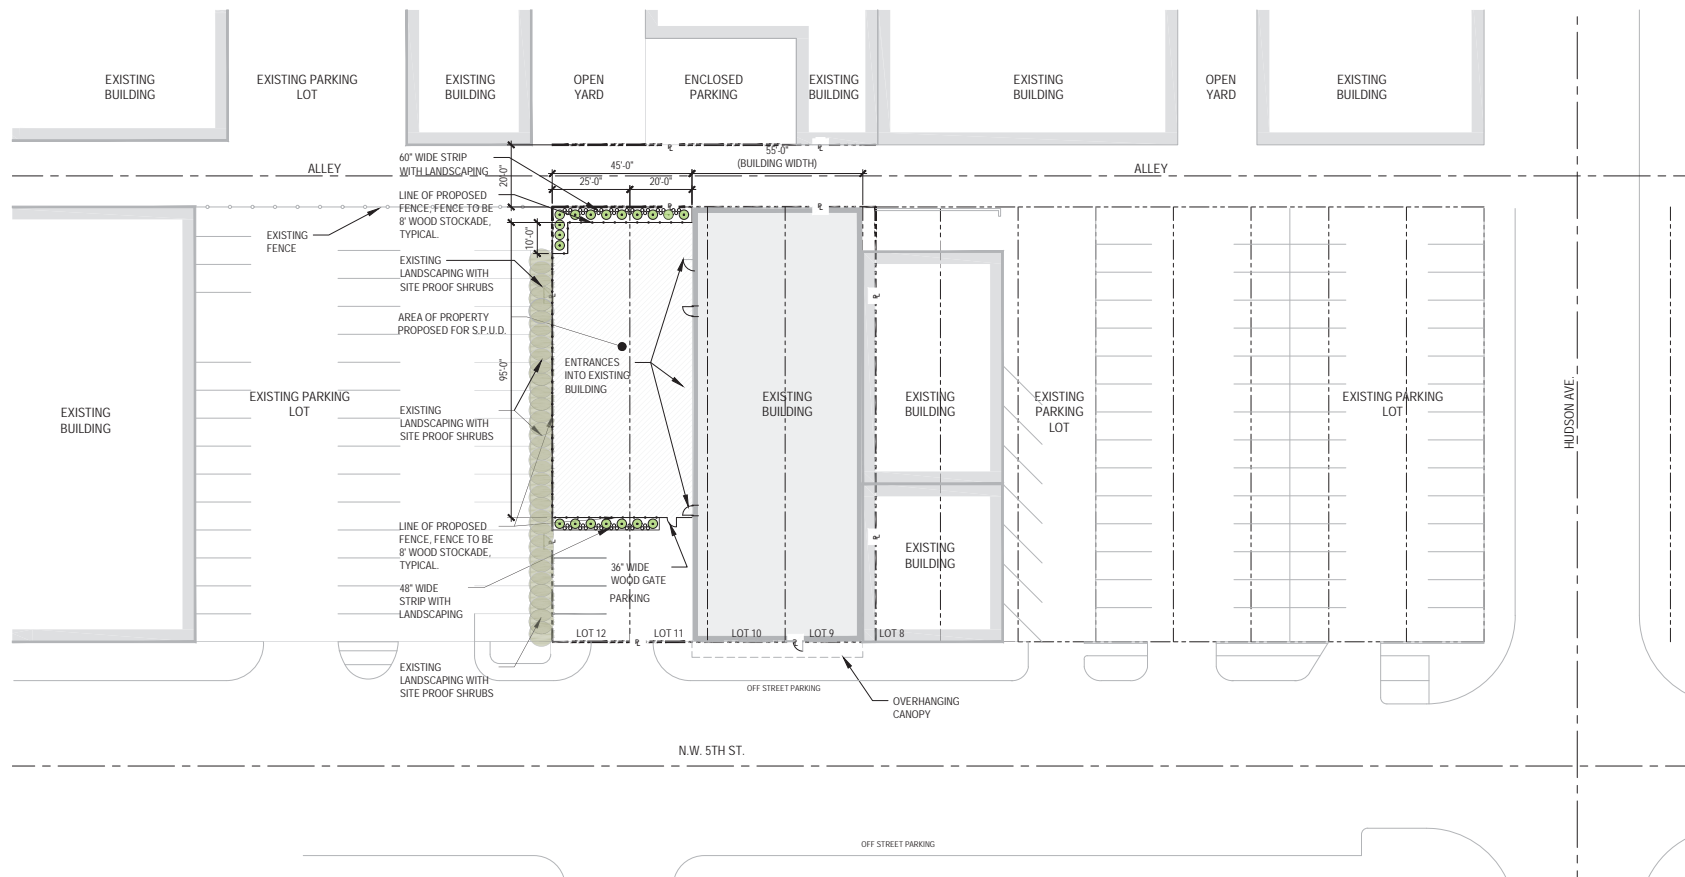 EXISTING
BUILDING
EXISTING PARKING
LOT
EXISTING
BUILDING
OPEN
YARD
ENCLOSED
PARKING
EXISTING
BUILDING
EXISTING
BUILDING
OPEN
YARD
EXISTING
BUILDING
ALLEY
60" WIDE STRIP
WITH LANDSCAPING
20'-0"
45'-0"
55'-0"
(BUILDING WIDTH)
ALLEY
25'-0"
20'-0"
LINE OF PROPOSED
FENCE, FENCE TO BE
8' WOOD STOCKADE,
TYPICAL.
EXISTING
FENCE
10'-0"
EXISTING
LANDSCAPING WITH
SITE PROOF SHRUBS
AREA OF PROPERTY
PROPOSED FOR S.P.U.D.
95'-0"
ENTRANCES
INTO EXISTING
BUILDING
EXISTING
BUILDING
EXISTING PARKING
LOT
EXISTING
LANDSCAPING WITH
SITE PROOF SHRUBS
EXISTING
BUILDING
EXISTING
BUILDING
EXISTING
PARKING
LOT
EXISTING PARKING
LOT
HUDSON AVE.
LINE OF PROPOSED
FENCE, FENCE TO BE
8' WOOD STOCKADE,
TYPICAL.
EXISTING
BUILDING
36" WIDE
WOOD GATE
PARKING
48" WIDE
STRIP WITH
LANDSCAPING
LOT 12
LOT 11
LOT 10
LOT 9
LOT 8
EXISTING
LANDSCAPING WITH
SITE PROOF SHRUBS
OFF STREET PARKING
OVERHANGING
CANOPY
N.W. 5TH ST.
OFF STREET PARKING